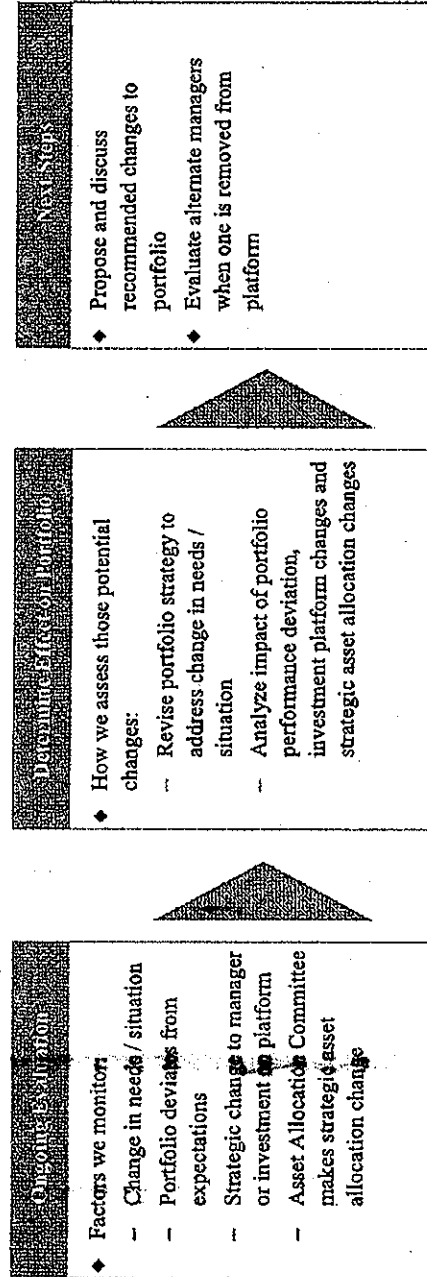 Ongoing Evaluation
◆ Factors we monitor:
– Change in needs / situation
– Portfolio deviates from
expectations
– Strategic change to manager
or investment on platform
– Asset Allocation Committee
makes strategic asset
allocation change
Determine Effect on Portfolio
◆ How we assess those potential
changes:
– Revise portfolio strategy to
address change in needs /
situation
– Analyze impact of portfolio
performance deviation,
investment platform changes and
strategic asset allocation changes
Next Steps
◆ Propose and discuss
recommended changes to
portfolio
◆ Evaluate alternate managers
when one is removed from
platform